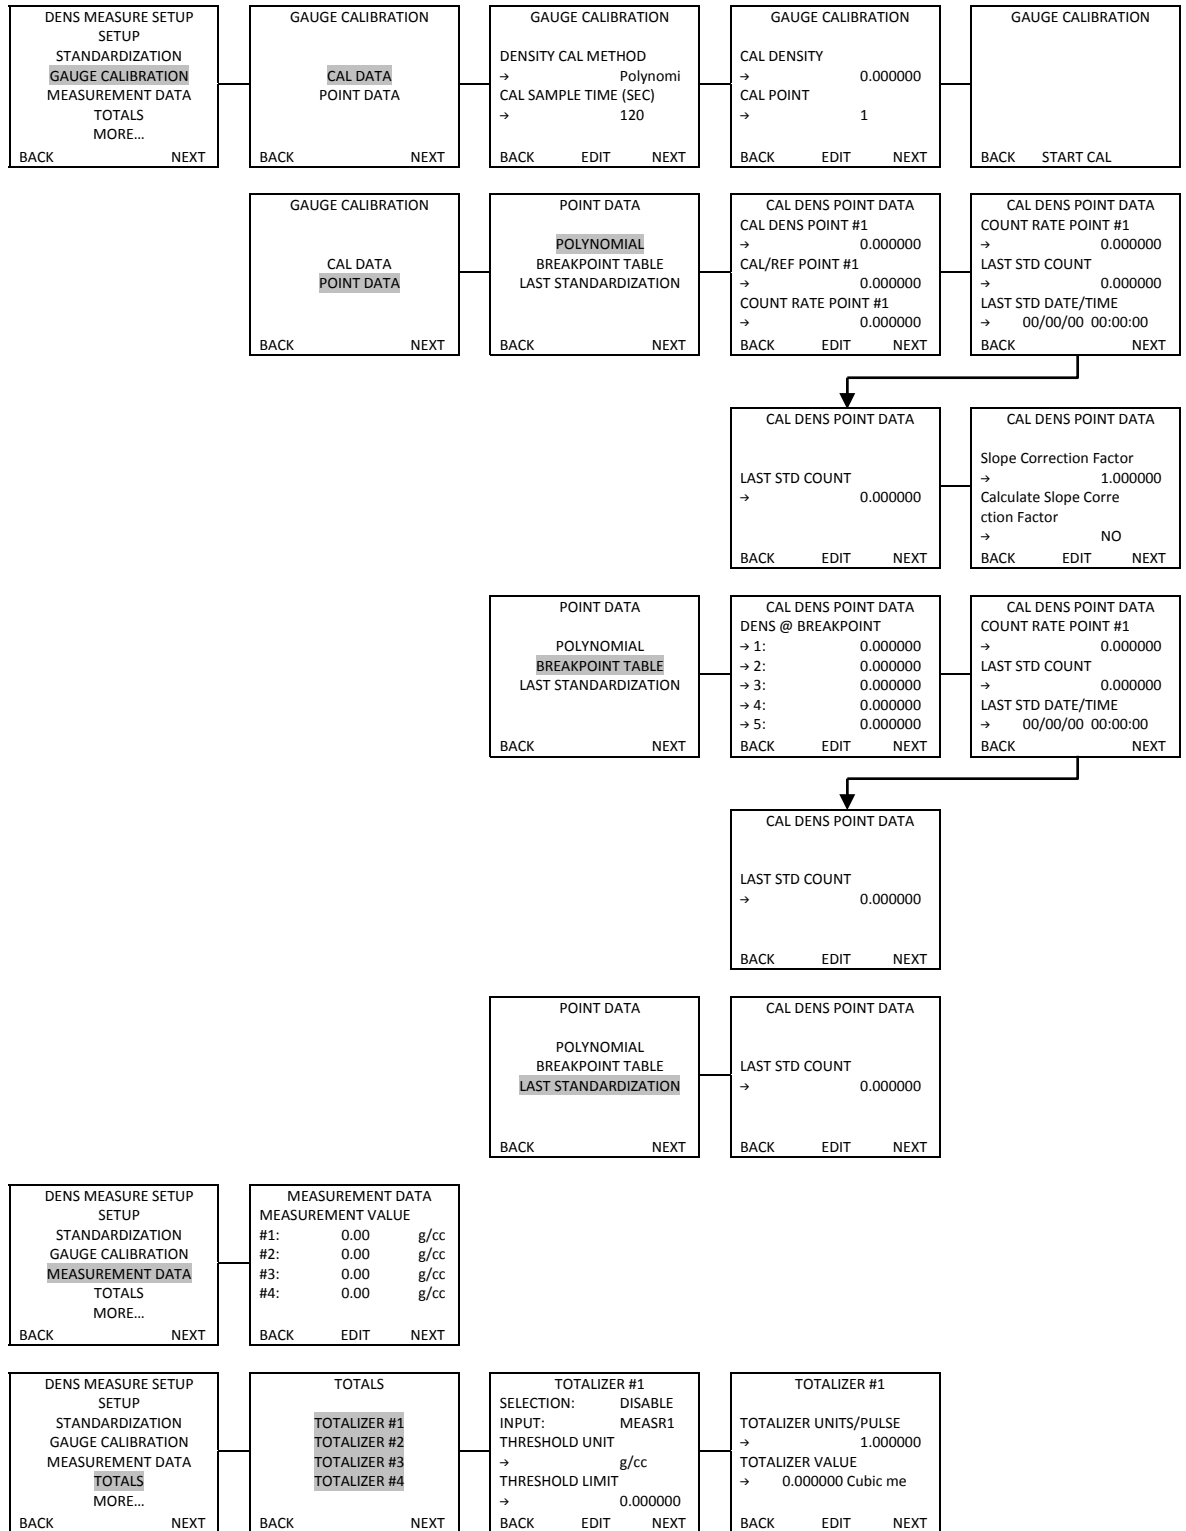 DENS MEASURE SETUP
SETUP
STANDARDIZATION
GAUGE CALIBRATION
MEASUREMENT DATA
TOTALS
MORE...
BACK NEXT
GAUGE CALIBRATION
CAL DATA
POINT DATA
BACK NEXT
GAUGE CALIBRATION
DENSITY CAL METHOD
→ Polynomi
CAL SAMPLE TIME (SEC)
→ 120
BACK EDIT NEXT
GAUGE CALIBRATION
CAL DENSITY
→ 0.000000
CAL POINT
→ 1
BACK EDIT NEXT
GAUGE CALIBRATION
BACK START CAL
GAUGE CALIBRATION
CAL DATA
POINT DATA
BACK NEXT
POINT DATA
POLYNOMIAL
BREAKPOINT TABLE
LAST STANDARDIZATION
BACK NEXT
CAL DENS POINT DATA
CAL DENS POINT #1
→ 0.000000
CAL/REF POINT #1
→ 0.000000
COUNT RATE POINT #1
→ 0.000000
BACK EDIT NEXT
CAL DENS POINT DATA
COUNT RATE POINT #1
→ 0.000000
LAST STD COUNT
→ 0.000000
LAST STD DATE/TIME
→ 00/00/00 00:00:00
BACK NEXT
CAL DENS POINT DATA
LAST STD COUNT
→ 0.000000
BACK EDIT NEXT
CAL DENS POINT DATA
Slope Correction Factor
→ 1.000000
Calculate Slope Corre
ction Factor
→ NO
BACK EDIT NEXT
POINT DATA
POLYNOMIAL
BREAKPOINT TABLE
LAST STANDARDIZATION
BACK NEXT
CAL DENS POINT DATA
DENS @ BREAKPOINT
→ 1: 0.000000
→ 2: 0.000000
→ 3: 0.000000
→ 4: 0.000000
→ 5: 0.000000
BACK EDIT NEXT
CAL DENS POINT DATA
COUNT RATE POINT #1
→ 0.000000
LAST STD COUNT
→ 0.000000
LAST STD DATE/TIME
→ 00/00/00 00:00:00
BACK NEXT
CAL DENS POINT DATA
LAST STD COUNT
→ 0.000000
BACK EDIT NEXT
POINT DATA
POLYNOMIAL
BREAKPOINT TABLE
LAST STANDARDIZATION
BACK NEXT
CAL DENS POINT DATA
LAST STD COUNT
→ 0.000000
BACK EDIT NEXT
DENS MEASURE SETUP
SETUP
STANDARDIZATION
GAUGE CALIBRATION
MEASUREMENT DATA
TOTALS
MORE...
BACK NEXT
MEASUREMENT DATA
MEASUREMENT VALUE
#1: 0.00 g/cc
#2: 0.00 g/cc
#3: 0.00 g/cc
#4: 0.00 g/cc
BACK EDIT NEXT
DENS MEASURE SETUP
SETUP
STANDARDIZATION
GAUGE CALIBRATION
MEASUREMENT DATA
TOTALS
MORE...
BACK NEXT
TOTALS
TOTALIZER #1
TOTALIZER #2
TOTALIZER #3
TOTALIZER #4
BACK NEXT
TOTALIZER #1
SELECTION: DISABLE
INPUT: MEASR1
THRESHOLD UNIT
→ g/cc
THRESHOLD LIMIT
→ 0.000000
BACK EDIT NEXT
TOTALIZER #1
TOTALIZER UNITS/PULSE
→ 1.000000
TOTALIZER VALUE
→ 0.000000 Cubic me
BACK EDIT NEXT